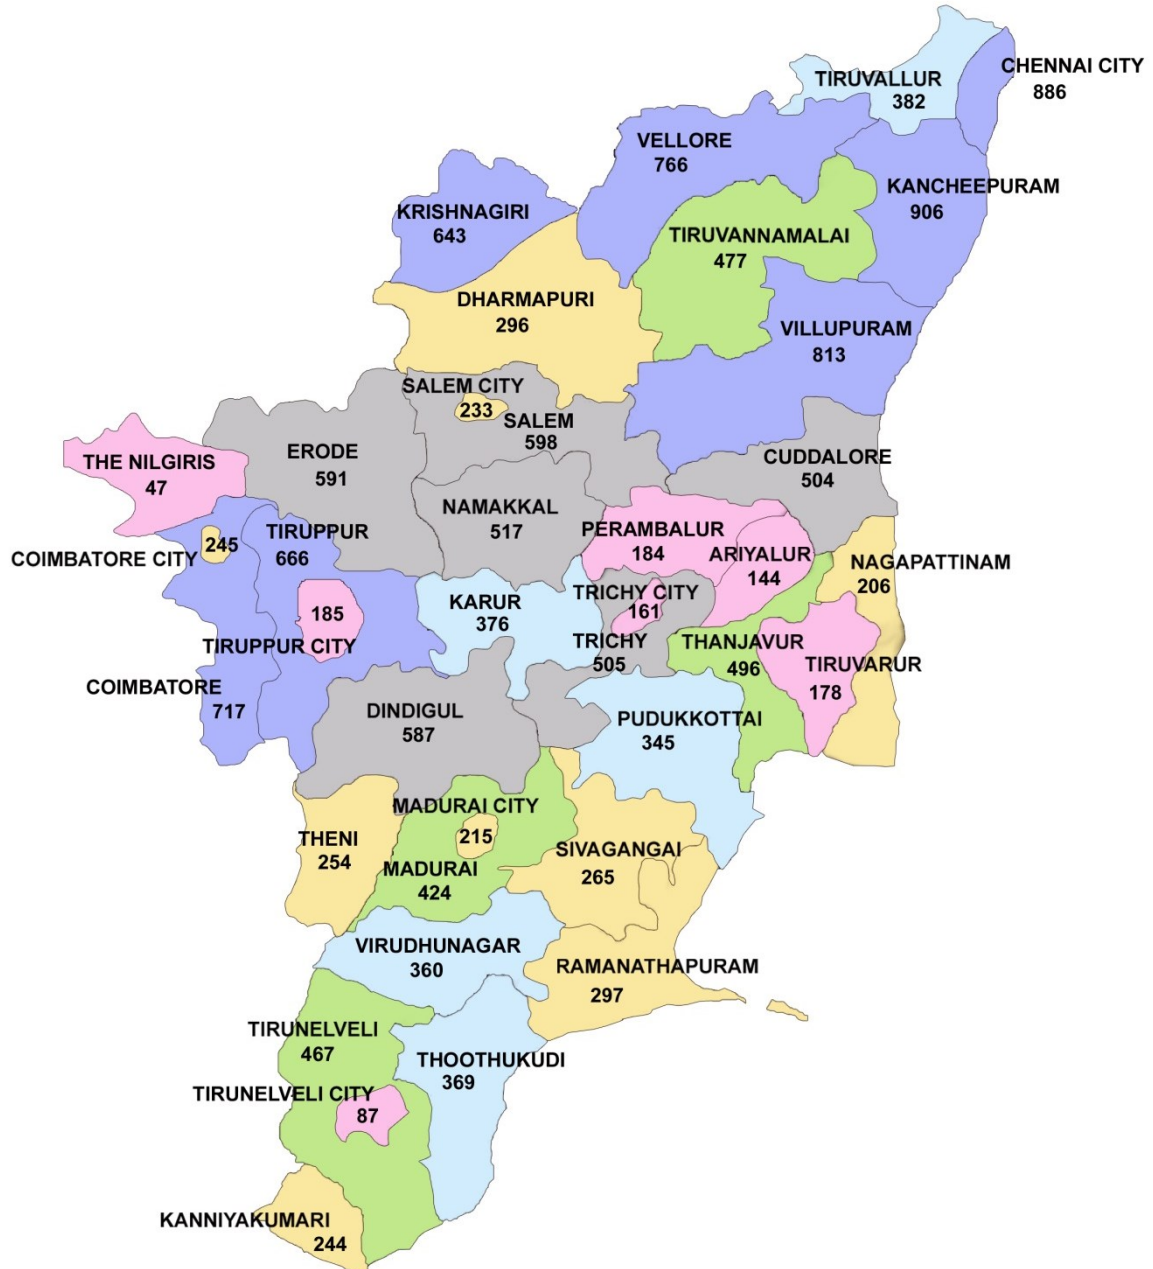 CHENNAI CITY
886
TIRUVALLUR
382
VELLORE
766
KANCHEEPURAM
906
KRISHNAGIRI
643
TIRUVANNAMALAI
477
DHARMAPURI
296
VILLUPURAM
813
SALEM CITY
233
SALEM
598
ERODE
591
THE NILGIRIS
47
CUDDALORE
504
NAMAKKAL
517
PERAMBALUR
184
ARIYALUR
144
TIRUPPUR
666
COIMBATORE CITY
245
NAGAPATTINAM
206
KARUR
376
TRICHY CITY
161
TRICHY
505
185
TIRUPPUR CITY
THANJAVUR
496
TIRUVARUR
178
COIMBATORE
717
DINDIGUL
587
PUDUKKOTTAI
345
MADURAI CITY
215
THENI
254
MADURAI
424
SIVAGANGAI
265
VIRUDHUNAGAR
360
RAMANATHAPURAM
297
TIRUNELVELI
467
THOOTHUKUDI
369
TIRUNELVELI CITY
87
KANNIYAKUMARI
244